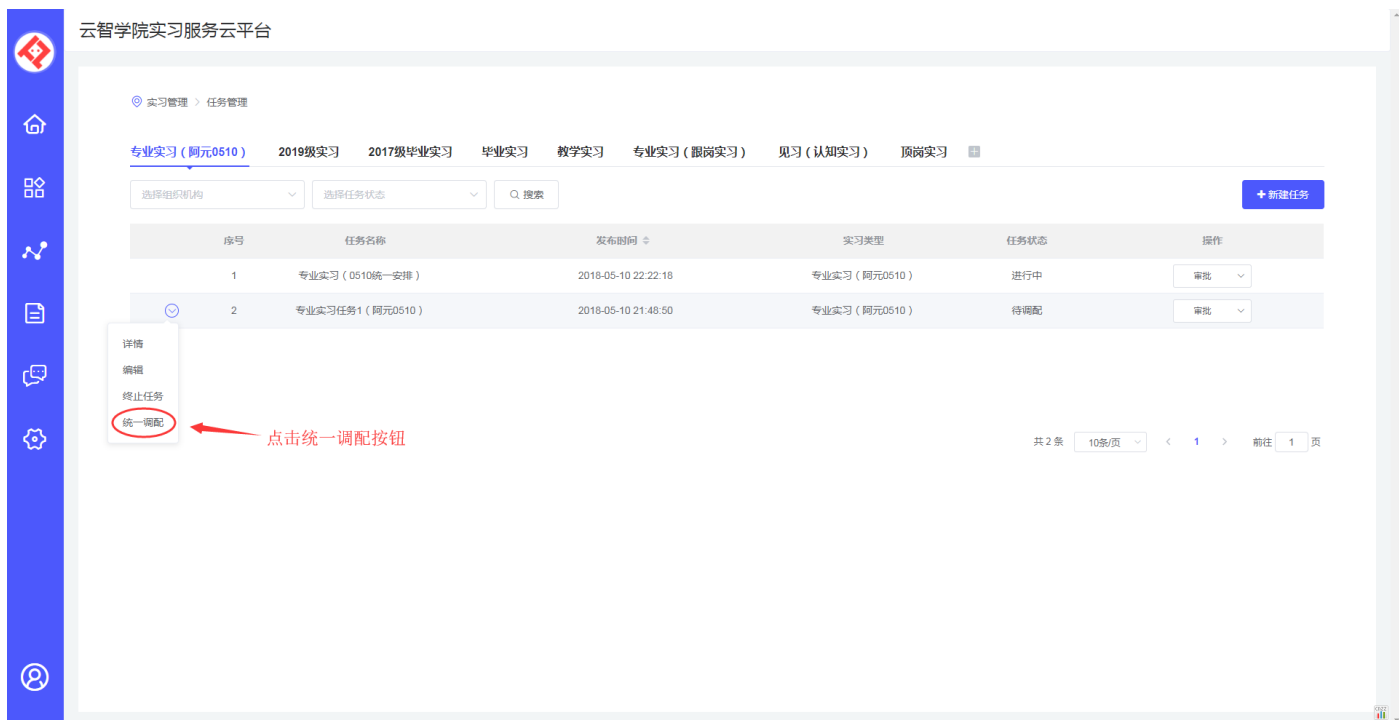 云智学院实习服务云平台
实习管理 > 任务管理
专业实习（阿元0510） 2019级实习 2017级毕业实习 毕业实习 教学实习 专业实习（跟岗实习） 见习（认知实习） 顶岗实习
选择组织机构 选择任务状态 搜索 +新建任务
序号 任务名称 发布时间 实习类型 任务状态 操作
1 专业实习（0510统一安排） 2018-05-10 22:22:18 专业实习（阿元0510） 进行中 审批
2 专业实习任务1（阿元0510） 2018-05-10 21:48:50 专业实习（阿元0510） 待调配 审批
详情
编辑
终止任务
统一调配
点击统一调配按钮
共 2 条 10条/页 < 1 > 前往 1 页